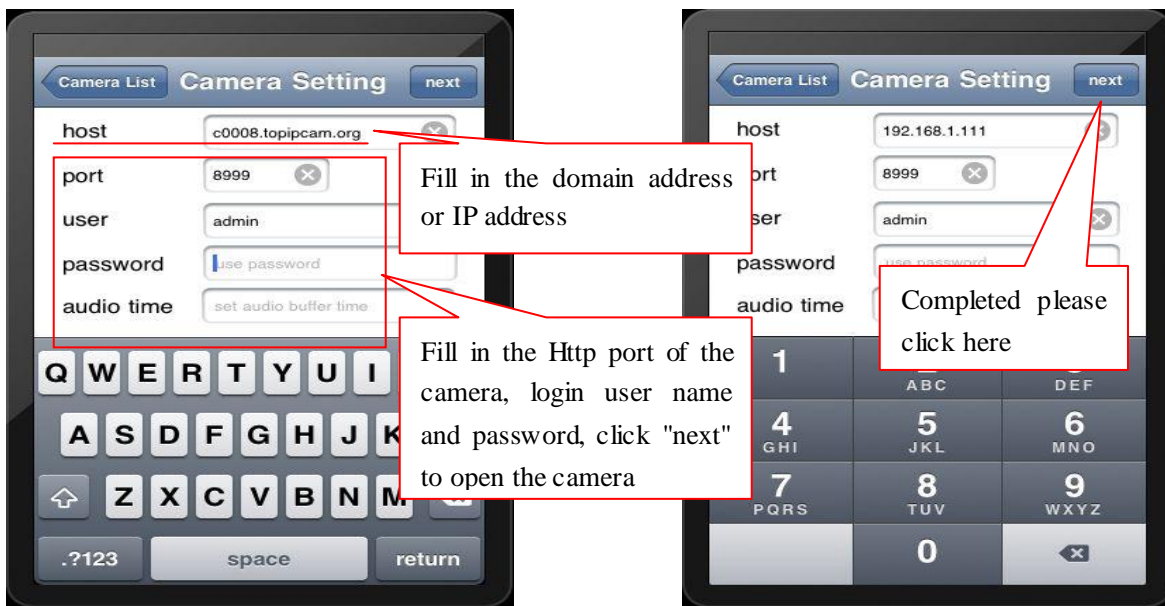 Camera List Camera Setting next
host c0008.topipcam.org
port 8999
user admin
password use password
audio time set audio buffer time
Q W E R T Y U I
A S D F G H J K
Z X C V B N M
.?123 space return
Fill in the domain address
or IP address
Fill in the Http port of the
camera, login user name
and password, click "next"
to open the camera
Camera List Camera Setting next
host 192.168.1.111
ort 8999
ser admin
password use password
audio time
Completed please
click here
1
ABC DEF
4 5 6
GHI JKL MNO
7 8 9
PQRS TUV WXYZ
0